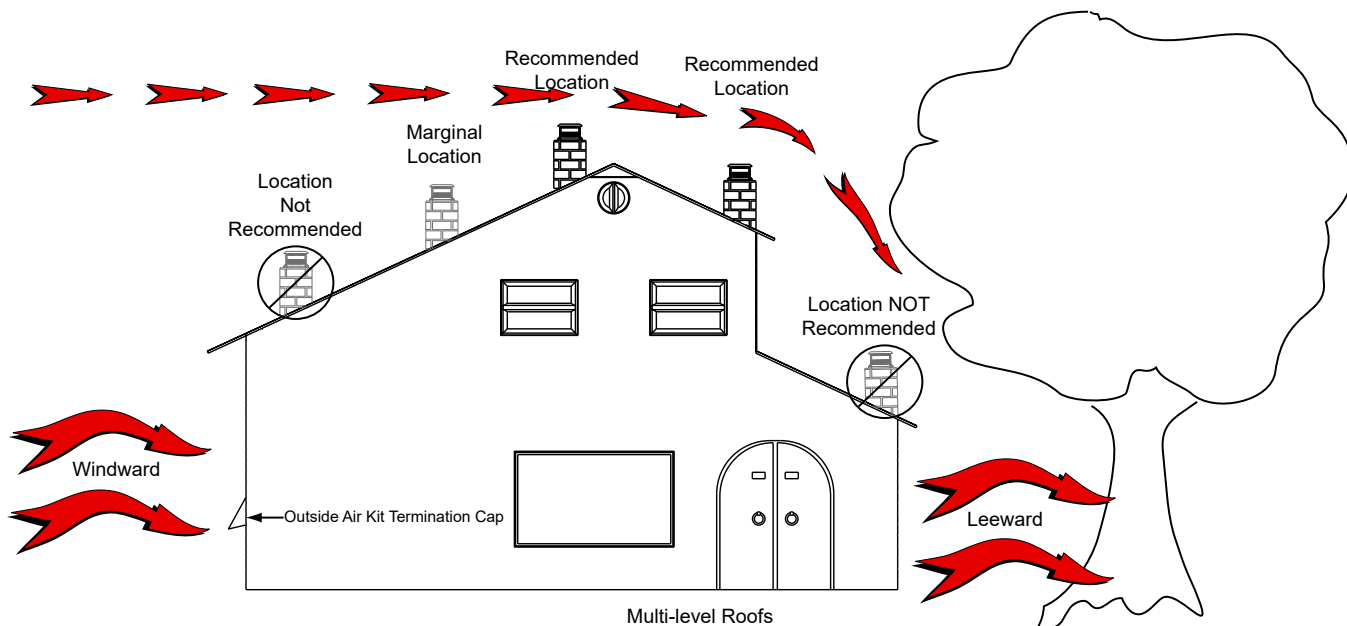 Recommended
Location
Recommended
Location
Marginal
Location
Location
Not
Recommended
Location NOT
Recommended
Windward
Outside Air Kit Termination Cap
Leeward
Multi-level Roofs